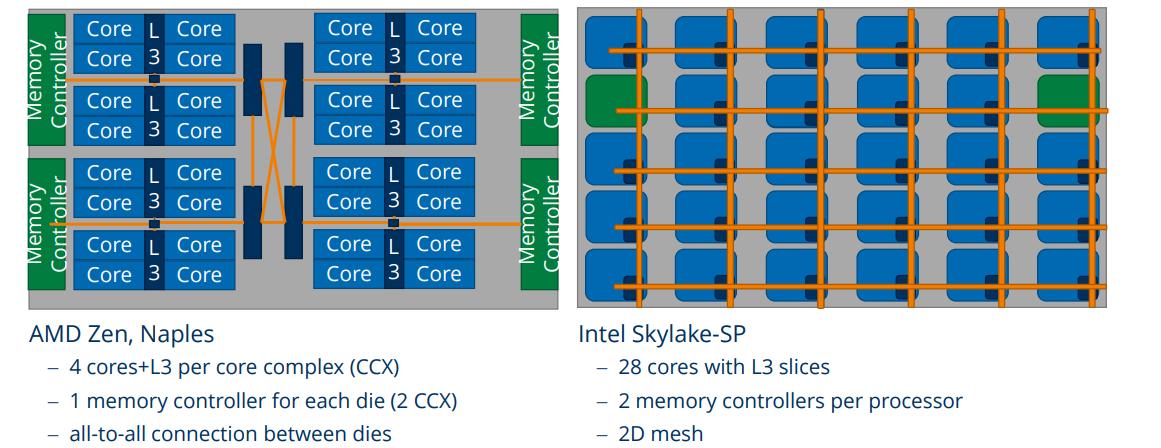 Memory
Controller
Core L Core
Core 3 Core
Core L Core
Core 3 Core
Core L Core
Core 3 Core
Core L Core
Core 3 Core
Memory
Controller
Memory
Controller
Core L Core
Core 3 Core
Core L Core
Core 3 Core
Core L Core
Core 3 Core
Core L Core
Core 3 Core
Memory
Controller
AMD Zen, Naples
– 4 cores+L3 per core complex (CCX)
– 1 memory controller for each die (2 CCX)
– all-to-all connection between dies
Intel Skylake-SP
– 28 cores with L3 slices
– 2 memory controllers per processor
– 2D mesh